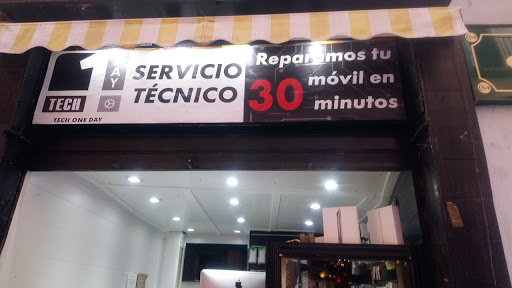 TECH
1
DAY
TECH ONE DAY
SERVICIO
TÉCNICO
Reparamos tu
30
móvil en
minutos